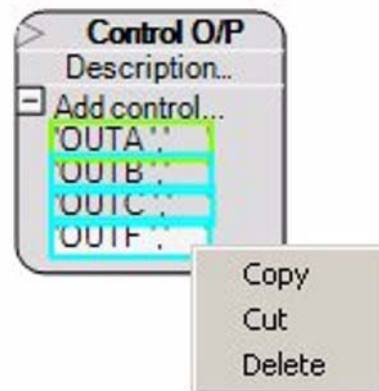 Control O/P
Description...
Add control...
'OUTA ','
'OUTB ','
'OUTC ','
'OUTF ','
Copy
Cut
Delete